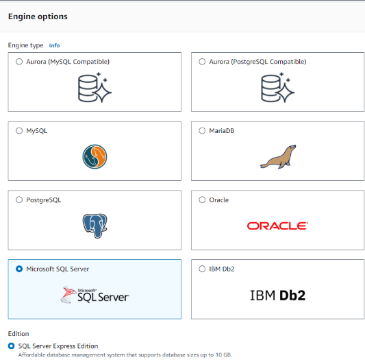 Engine options
Engine type Info
Aurora (MySQL Compatible)
Aurora (PostgreSQL Compatible)
MySQL
MariaDB
PostgreSQL
Oracle
ORACLE
Microsoft SQL Server
Microsoft
SQL Server
IBM Db2
IBM Db2
Edition
SQL Server Express Edition
Affordable database management system that supports database sizes up to 10 GB.